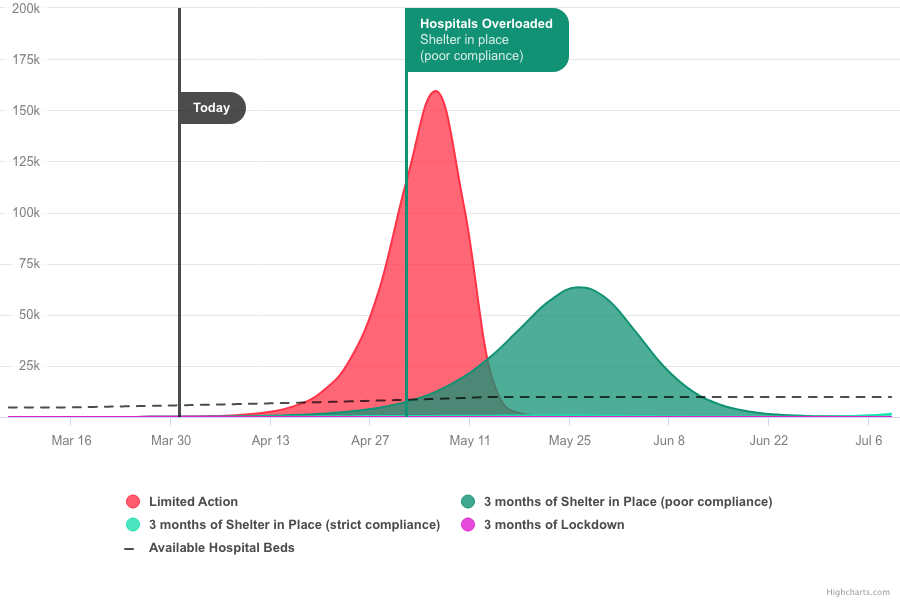 200k
Hospitals Overloaded
Shelter in place
(poor compliance)
175k
150k
Today
125k
100k
75k
50k
25k
Mar 16 Mar 30 Apr 13 Apr 27 May 11 May 25 Jun 8 Jun 22 Jul 6
Limited Action 3 months of Shelter in Place (poor compliance)
3 months of Shelter in Place (strict compliance) 3 months of Lockdown
Available Hospital Beds
Highcharts.com